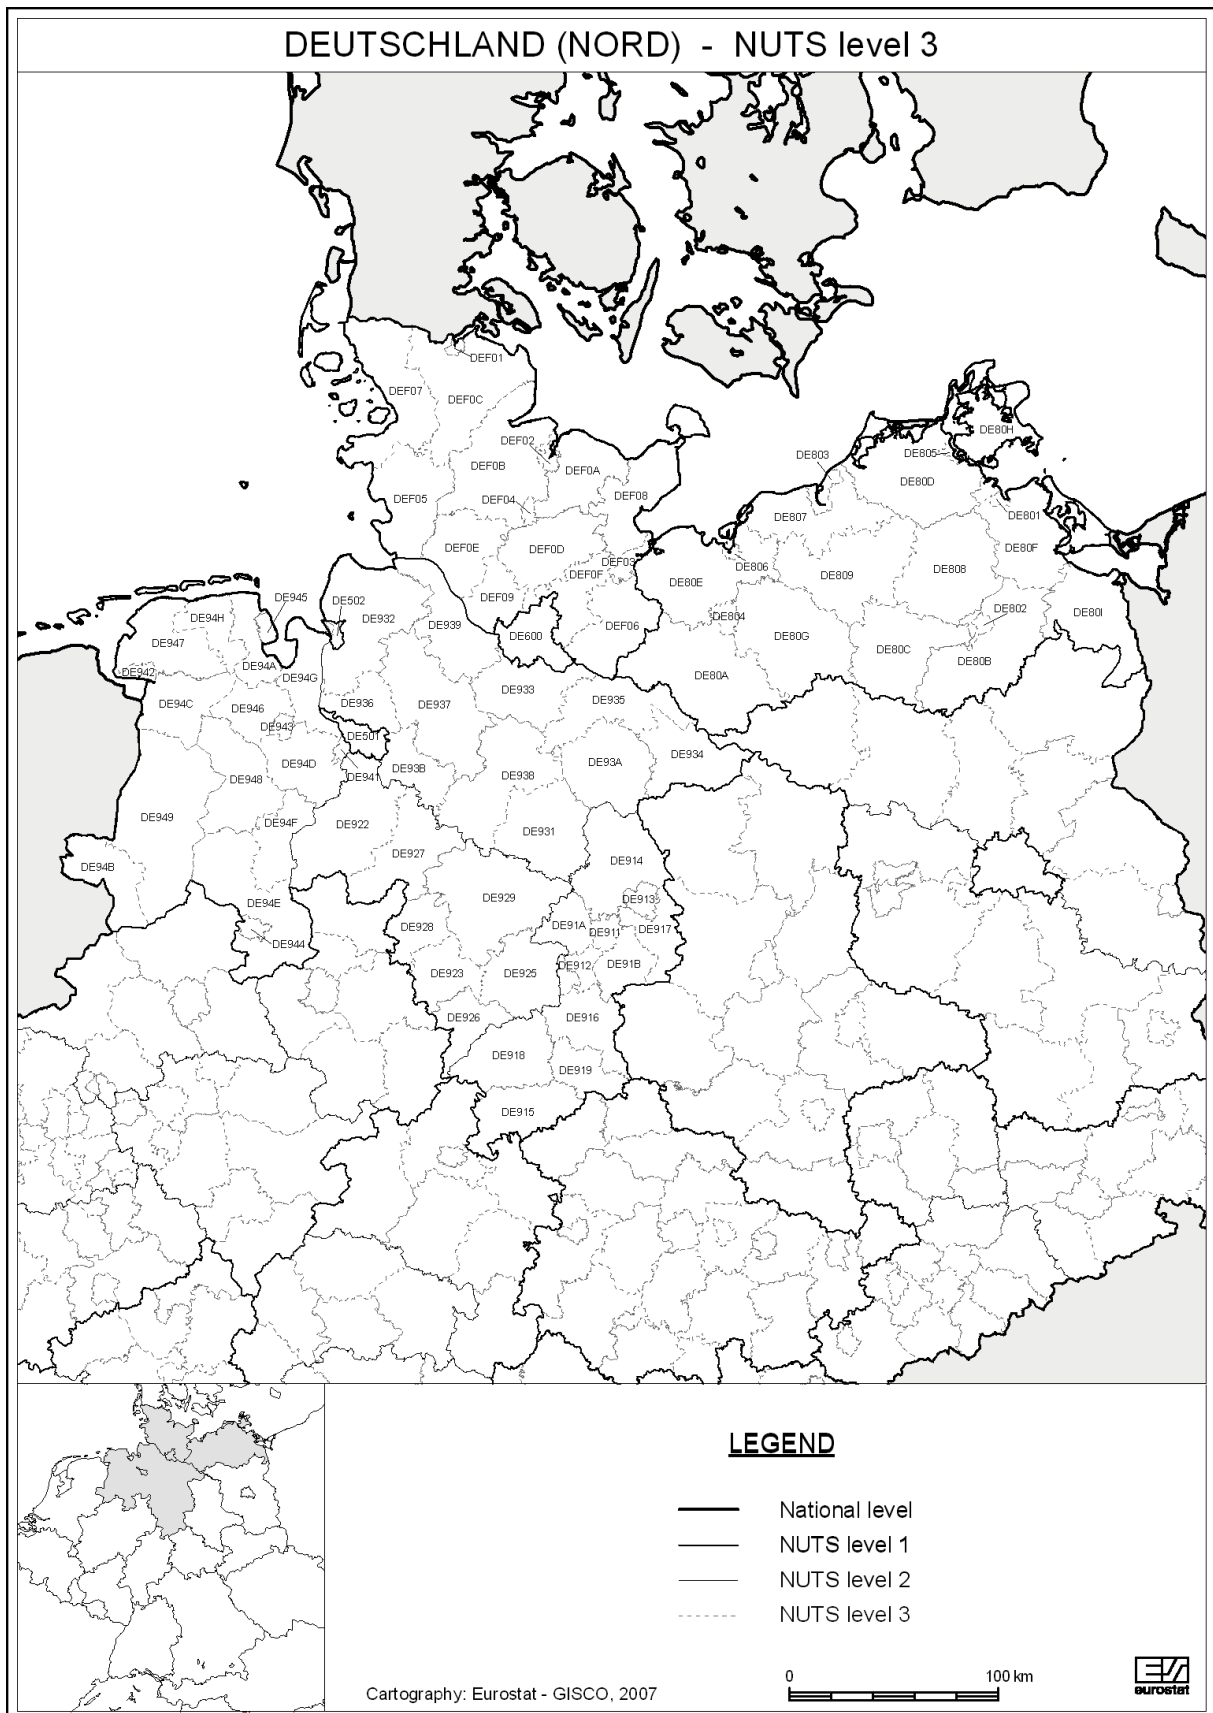 DEUTSCHLAND (NORD) - NUTS level 3
DEF01
DEF07
DEF0C
DEF02
DE80H
DE805
DE803
DEF0B
DEF0A
DE80D
DEF05
DEF04
DEF08
DE807
DE801
DEF0E
DEF0D
DE80F
DEF03
DEF0F
DE806
DE809
DE808
DE80E
DE945
DE502
DEF09
DE802
DE80I
DE94H
DE932
DE939
DE804
DE600
DEF06
DE80G
DE947
DE80C
DE80B
DE942
DE94A
DE94G
DE933
DE80A
DE94C
DE946
DE936
DE937
DE935
DE943
DE501
DE934
DE94D
DE941
DE93B
DE938
DE93A
DE948
DE949
DE94F
DE922
DE931
DE927
DE914
DE94B
DE929
DE913
DE94E
DE928
DE91A
DE911
DE917
DE944
DE923
DE925
DE912
DE91B
DE926
DE916
DE918
DE919
DE915
LEGEND
National level
NUTS level 1
NUTS level 2
NUTS level 3
0 100 km
Cartography: Eurostat - GISCO, 2007
eurostat